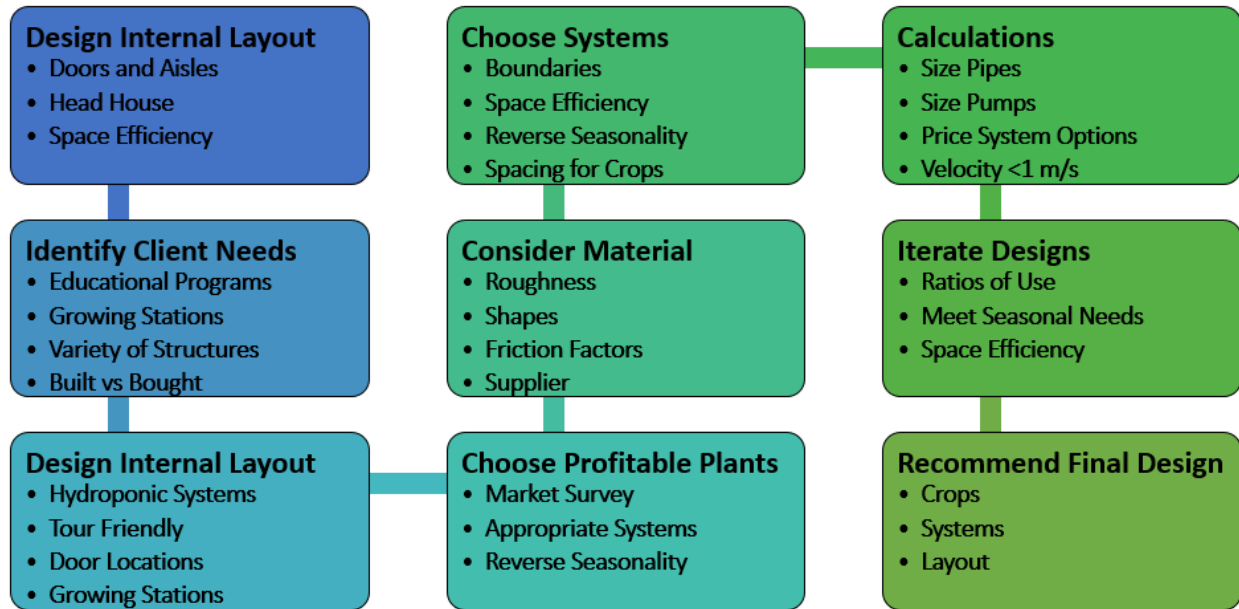 Design Internal Layout
• Doors and Aisles
• Head House
• Space Efficiency
Identify Client Needs
• Educational Programs
• Growing Stations
• Variety of Structures
• Built vs Bought
Design Internal Layout
• Hydroponic Systems
• Tour Friendly
• Door Locations
• Growing Stations
Choose Profitable Plants
• Market Survey
• Appropriate Systems
• Reverse Seasonality
Consider Material
• Roughness
• Shapes
• Friction Factors
• Supplier
Choose Systems
• Boundaries
• Space Efficiency
• Reverse Seasonality
• Spacing for Crops
Calculations
• Size Pipes
• Size Pumps
• Price System Options
• Velocity <1 m/s
Iterate Designs
• Ratios of Use
• Meet Seasonal Needs
• Space Efficiency
Recommend Final Design
• Crops
• Systems
• Layout